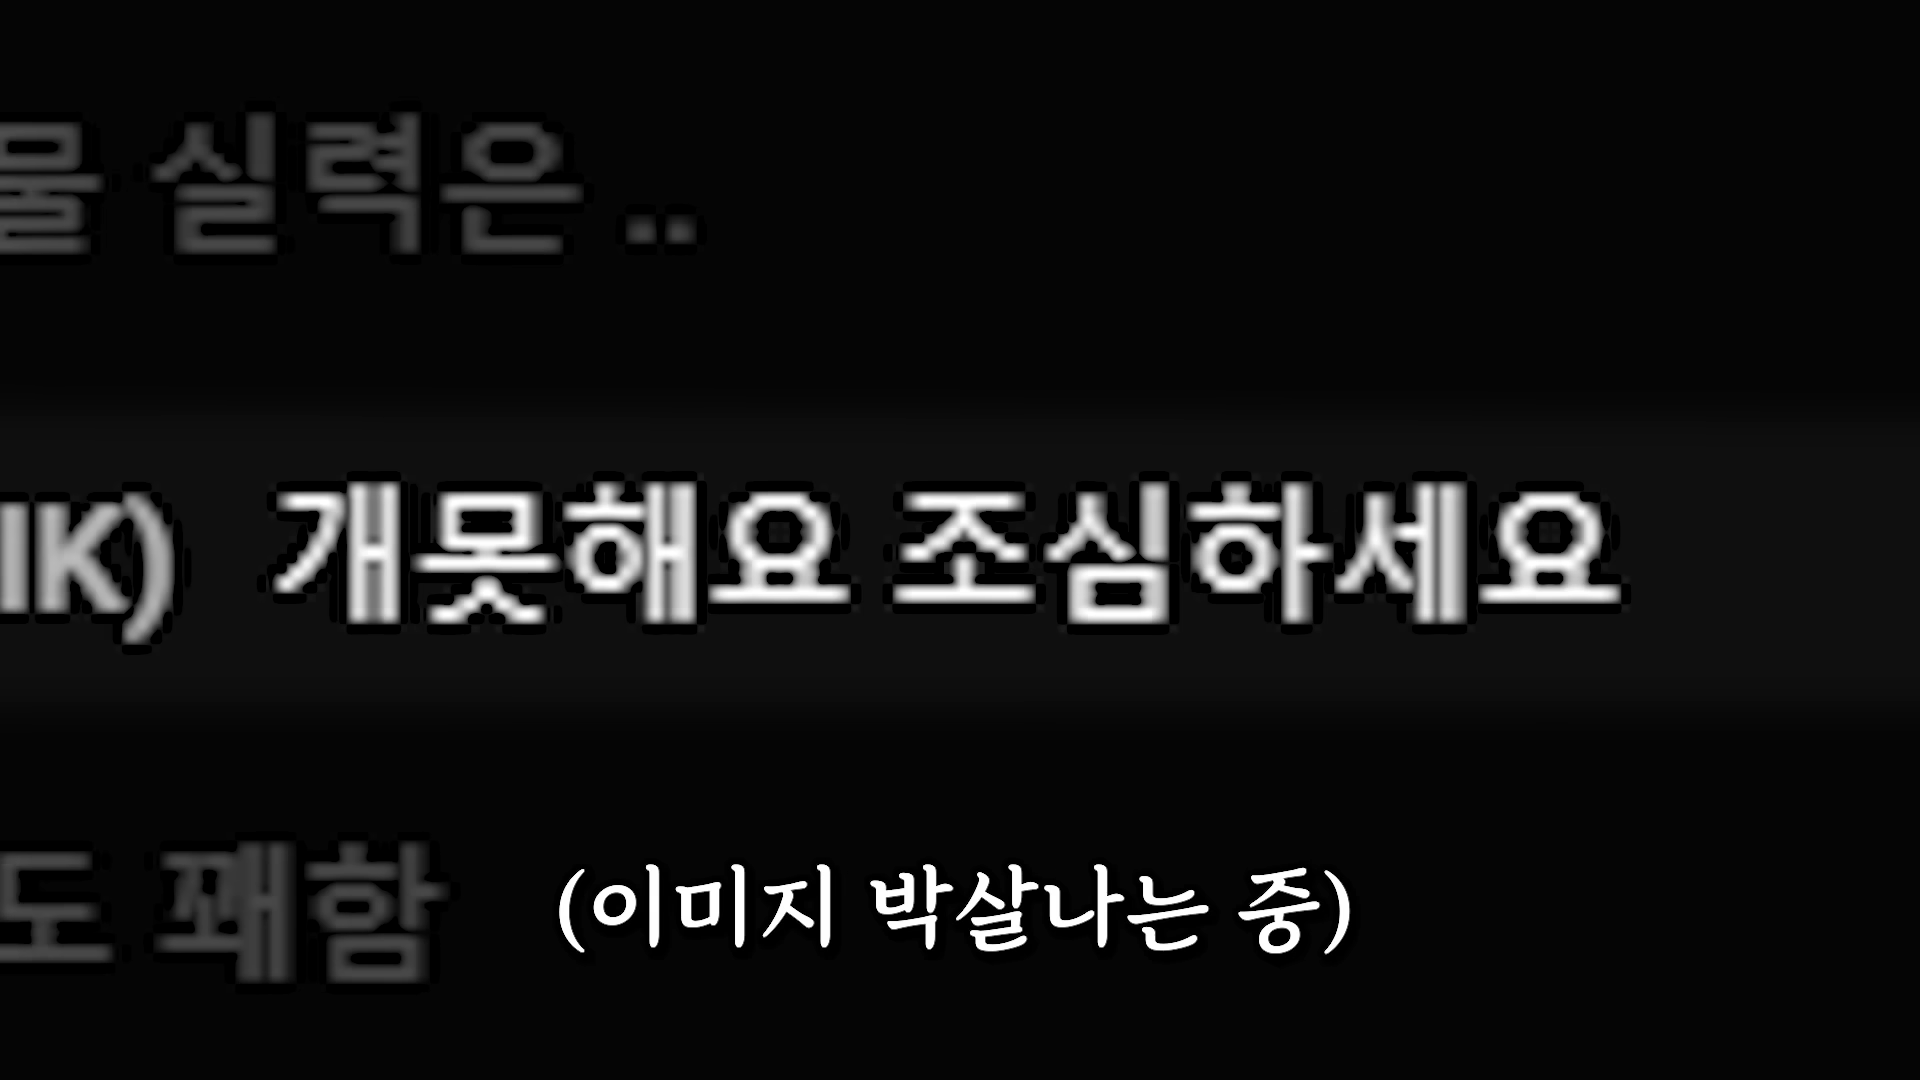 물 실력은 ..
IK) 개못해요 조심하세요
도 꽤함
(이미지 박살나는 중)